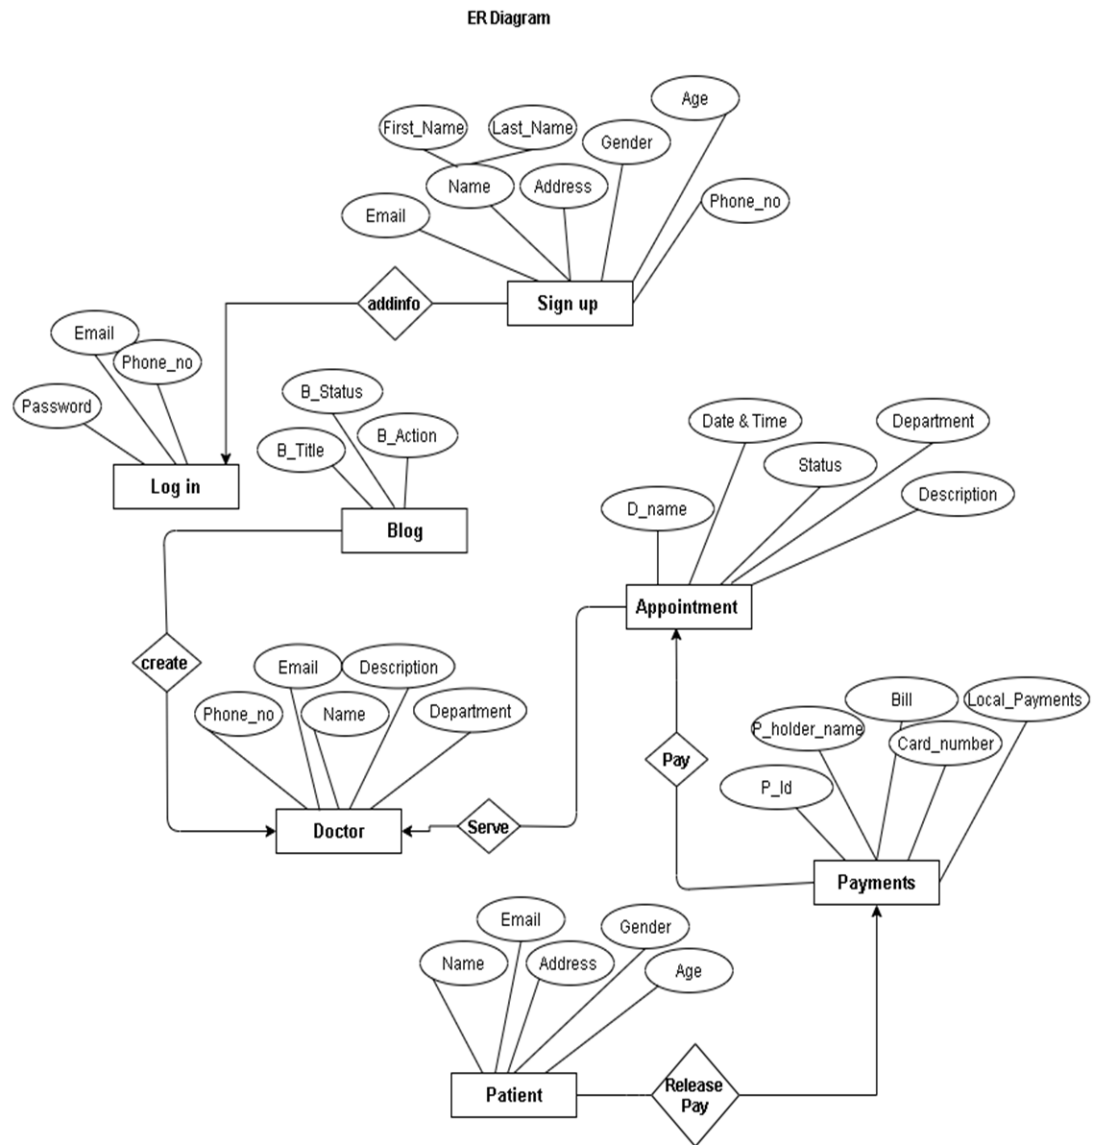 ER Diagram
Age
First_Name
Last_Name
Gender
Name
Address
Phone_no
Email
addinfo
Sign up
Email
Phone_no
Password
Log in
B_Status
B_Action
B_Title
Blog
Date & Time
Department
Status
Description
D_name
Appointment
create
Email
Description
Phone_no
Name
Department
Doctor
Serve
Pay
Bill
Local_Payments
P_holder_name
Card_number
P_Id
Payments
Email
Gender
Name
Address
Age
Patient
Release
Pay